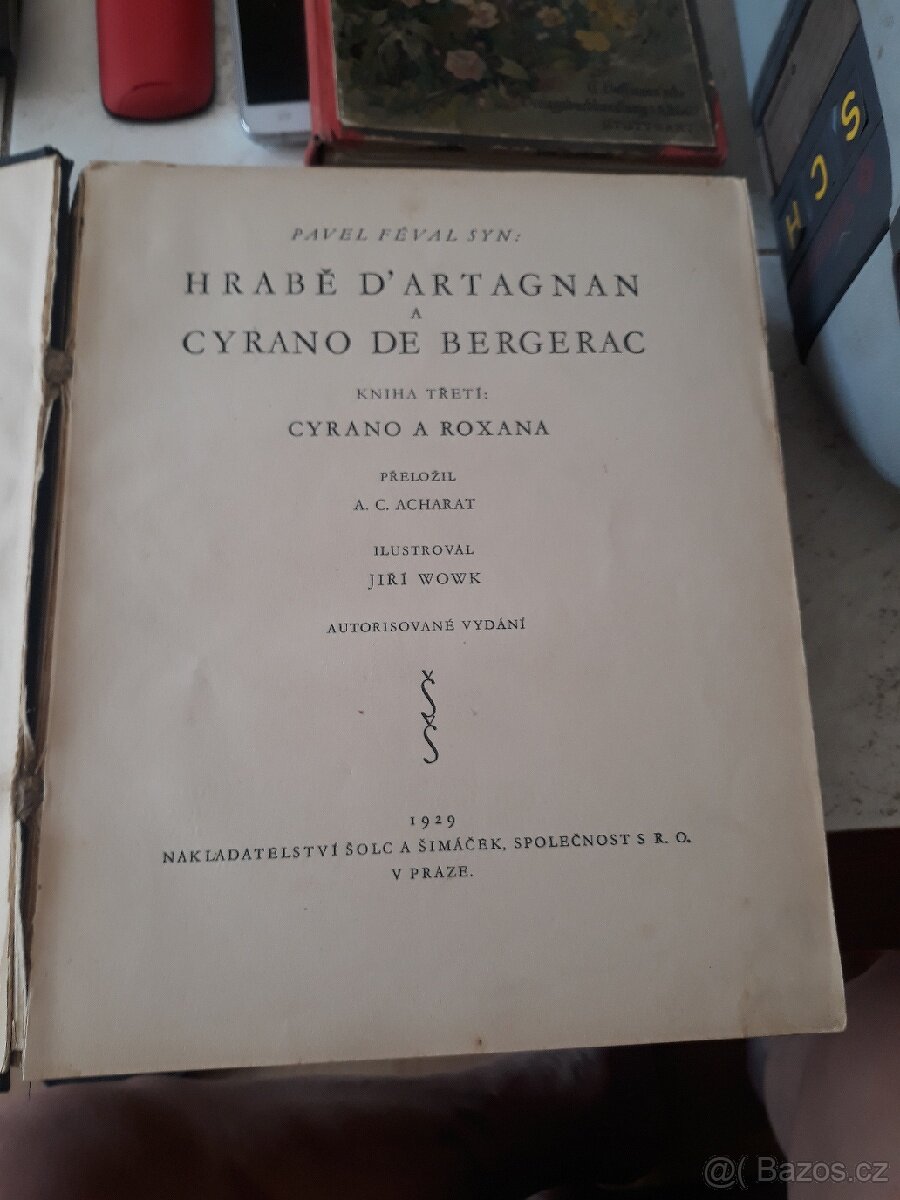 PAVEL FÉVAL SYN:
HRABĚ D'ARTAGNAN
A
CYRANO DE BERGERAC
KNIHA TŘETÍ:
CYRANO A ROXANA
PŘELOŽIL
A. C. ACHARAT
ILUSTROVAL
JIŘÍ WOWK
AUTORISOVANÉ VYDÁNÍ
Š
Š
1929
NAKLADATELSTVÍ ŠOLC A ŠIMÁČEK, SPOLEČNOST S R. O.
V PRAZE.
S
C
H
@( Bazos.cz